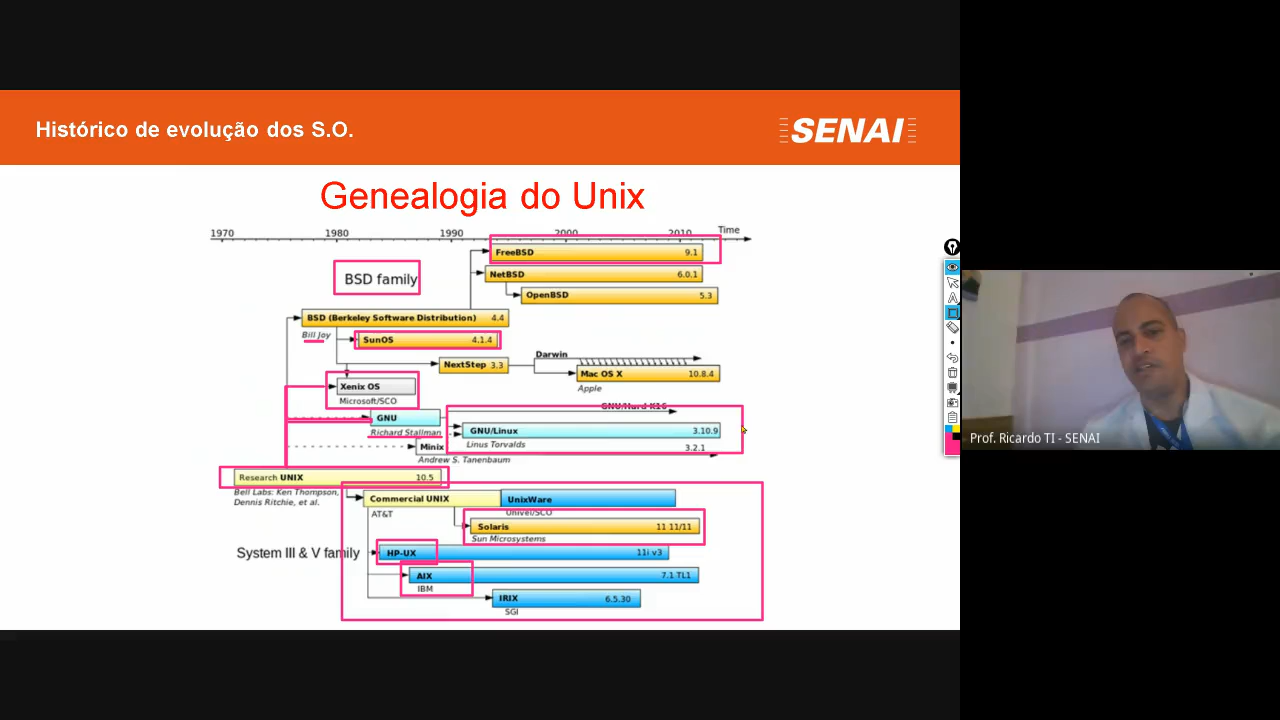 Histórico de evolução dos S.O.
SENAI
Genealogia do Unix
1970 1980 1990 2000 2010 Time
FreeBSD 9.1
BSD family
NetBSD 6.0.1
OpenBSD 5.3
BSD (Berkeley Software Distribution) 4.4
Bill Joy
SunOS 4.1.4
Darwin
NextStep 3.3
Mac OS X 10.8.4
Apple
Xenix OS
Microsoft/SCO
GNU/Hurd K16
GNU
Richard Stallman
GNU/Linux 3.10.9
Linus Torvalds
Minix 3.2.1
Andrew S. Tanenbaum
Research UNIX 10.5
Bell Labs: Ken Thompson,
Dennis Ritchie, et al.
Commercial UNIX
UnixWare
AT&T
Univel/SCO
Solaris 11 11/11
Sun Microsystems
System III & V family
HP-UX 11i v3
AIX 7.1 TL1
IBM
IRIX 6.5.30
SGI
Prof. Ricardo TI - SENAI